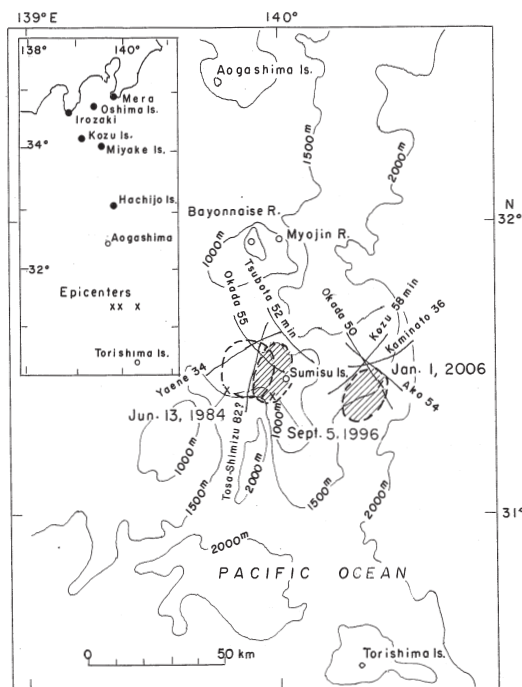 139°E
140°
138°
140°
Aogashima Is.
Mera
Oshima Is.
Irozaki
Kozu Is.
34°
Miyake Is.
1500m
2000m
Hachijo Is.
Bayonnaise R.
N
32°
Aogashima
Myojin R.
1000m
32°
Epicenters
xx x
Okada 55
Tsubota 52 min
Okada 50
Kozu 58 min
Kaminato 36
Torishima Is.
Yaene 34
Sumisu Is.
Jan. 1, 2006
Ako 54
Jun. 13, 1984
Tosa-Shimizu 82?
1000m
Sept. 5, 1996
1000m
2000m
1500m
1500m
2000m
31°
2000m
PACIFIC OCEAN
Torishima Is.
0 50 km